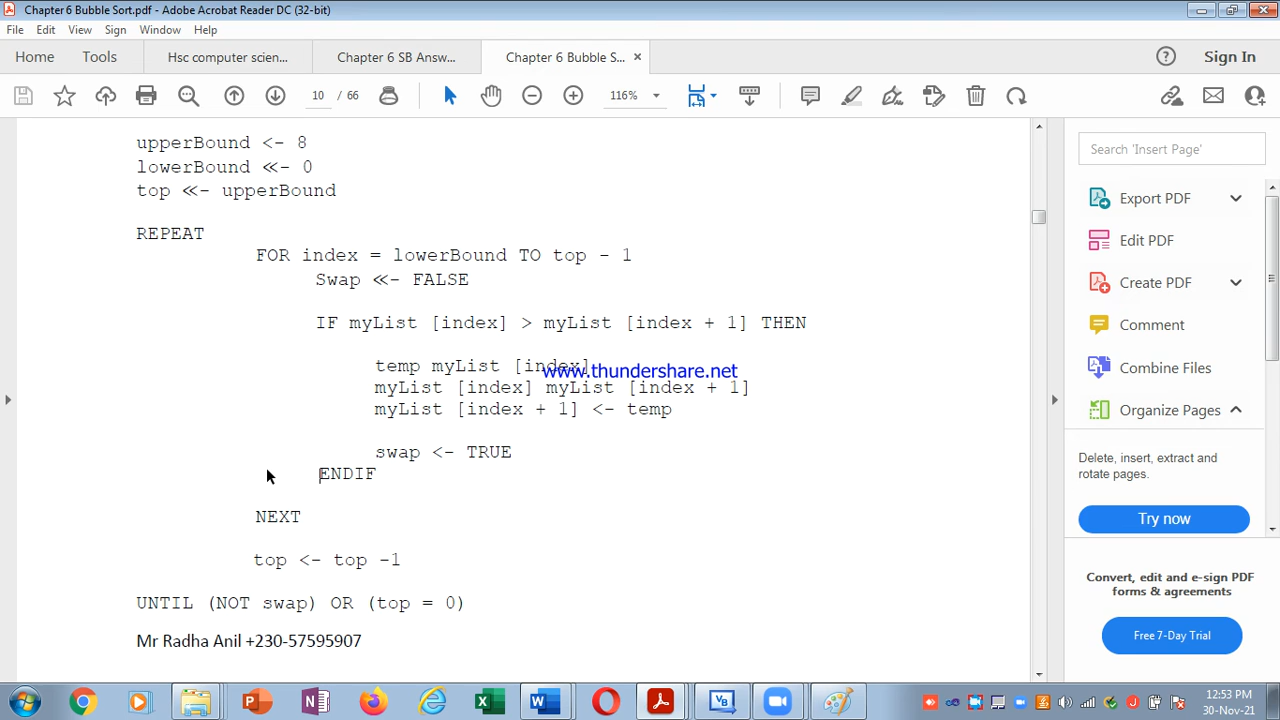 Chapter 6 Bubble Sort.pdf - Adobe Acrobat Reader DC (32-bit)
File Edit View Sign Window Help
Home Tools Hsc computer scien... Chapter 6 SB Answ... Chapter 6 Bubble S... × Sign In
10 / 66 116%
upperBound <- 8
lowerBound <<- 0
top <<- upperBound
REPEAT
FOR index = lowerBound TO top - 1
Swap <<- FALSE
IF myList [index] > myList [index + 1] THEN
temp myList [index]
www.thundershare.net
myList [index] myList [index + 1]
myList [index + 1] <- temp
swap <- TRUE
ENDIF
NEXT
top <- top -1
UNTIL (NOT swap) OR (top = 0)
Mr Radha Anil +230-57595907
Search 'Insert Page'
Export PDF
Edit PDF
Create PDF
Comment
Combine Files
Organize Pages
Delete, insert, extract and
rotate pages.
Try now
Convert, edit and e-sign PDF
forms & agreements
Free 7-Day Trial
12:53 PM
30-Nov-21